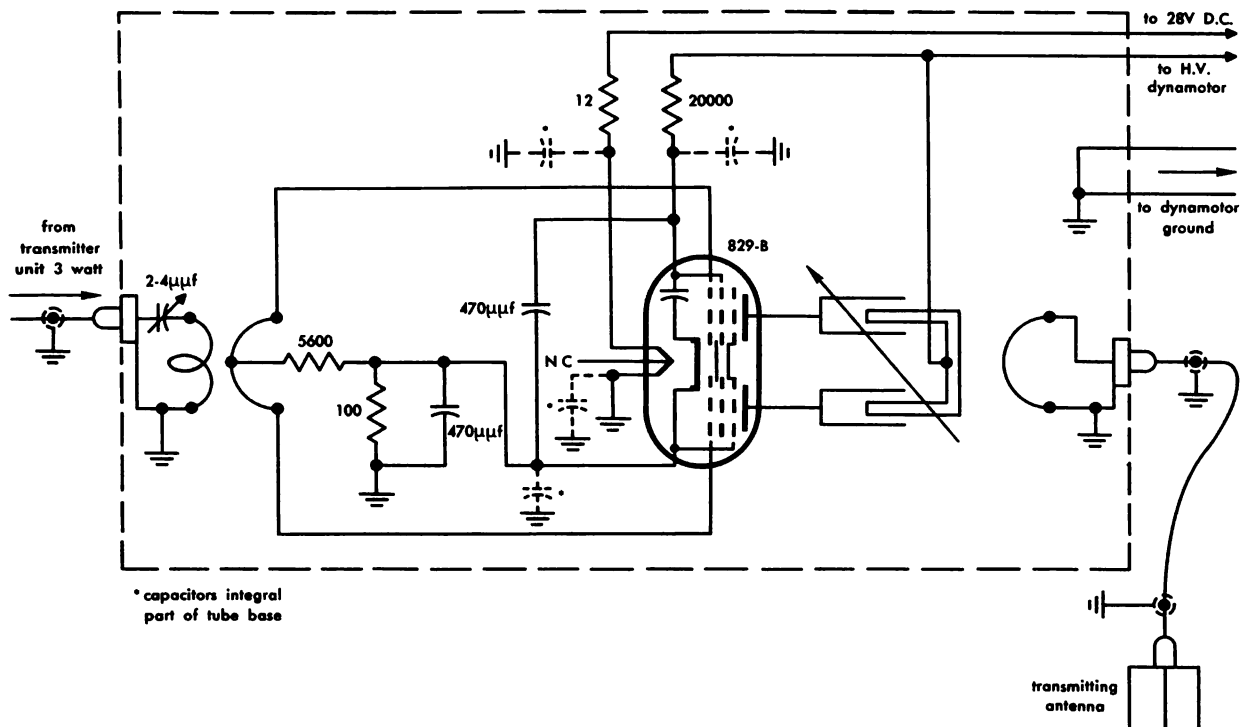 to 28V D.C.
to H.V.
dynamotor
12
20000
*
*
to dynamotor
ground
from
transmitter
unit 3 watt
2-4μμf
829-B
470μμf
5600
NC
100
*
470μμf
*
* capacitors integral
part of tube base
transmitting
antenna